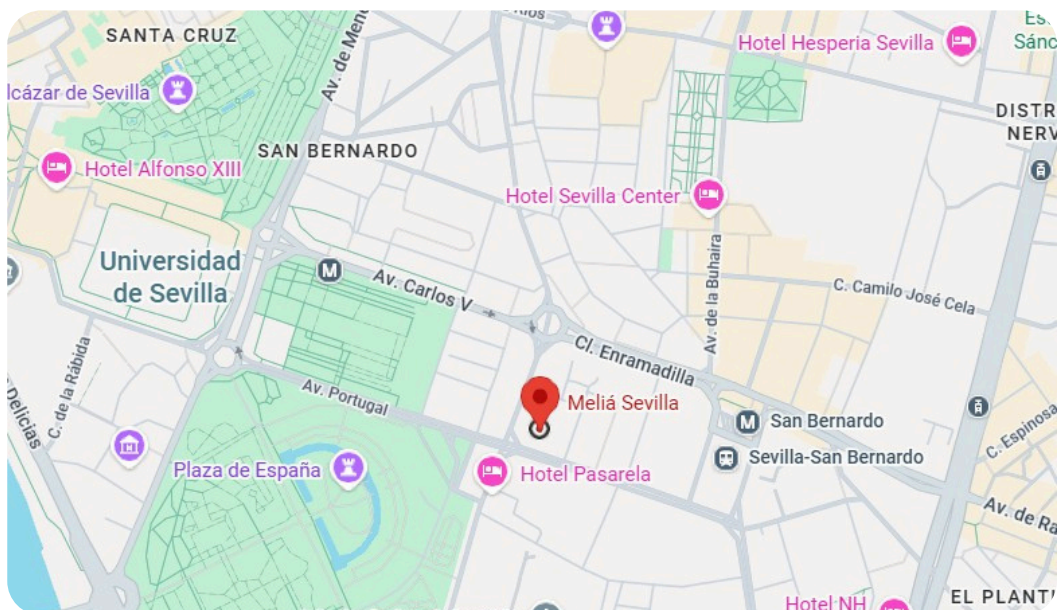 SANTA CRUZ
Av. de Men
Ríos
Hotel Hesperia Sevilla
Es
Sánc
lcázar de Sevilla
DISTR
NERV
SAN BERNARDO
Hotel Alfonso XIII
Hotel Sevilla Center
Universidad
de Sevilla
M
Av. Carlos V
Av. de la Buhaira
C. Camilo José Cela
Cl. Enramadilla
C. de la Rábida
Delicias
Av. Portugal
Meliá Sevilla
M
San Bernardo
Sevilla-San Bernardo
C. Espinosa
Plaza de España
Hotel Pasarela
Av. de Ra
Hotel NH
EL PLANT